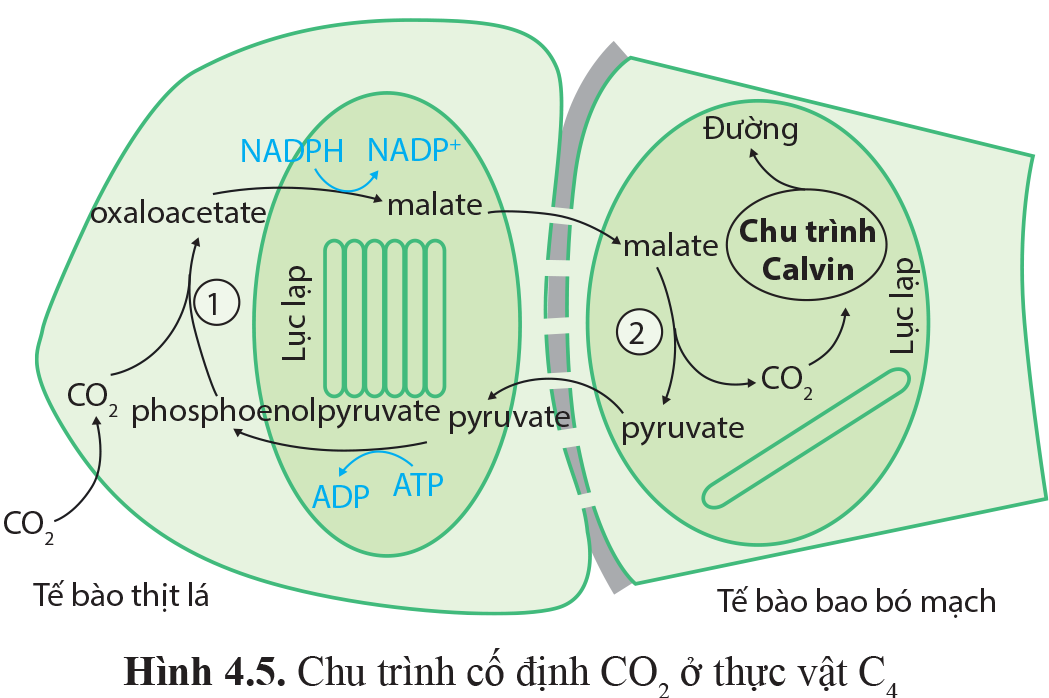 NADPH NADP⁺
oxaloacetate
malate
1
Lục lạp
CO₂
phosphoenolpyruvate
pyruvate
ADP
ATP
CO₂
Tế bào thịt lá
Đường
malate
Chu trình
Calvin
Lục lạp
2
CO₂
pyruvate
Tế bào bao bó mạch
Hình 4.5. Chu trình cố định CO₂ ở thực vật C₄